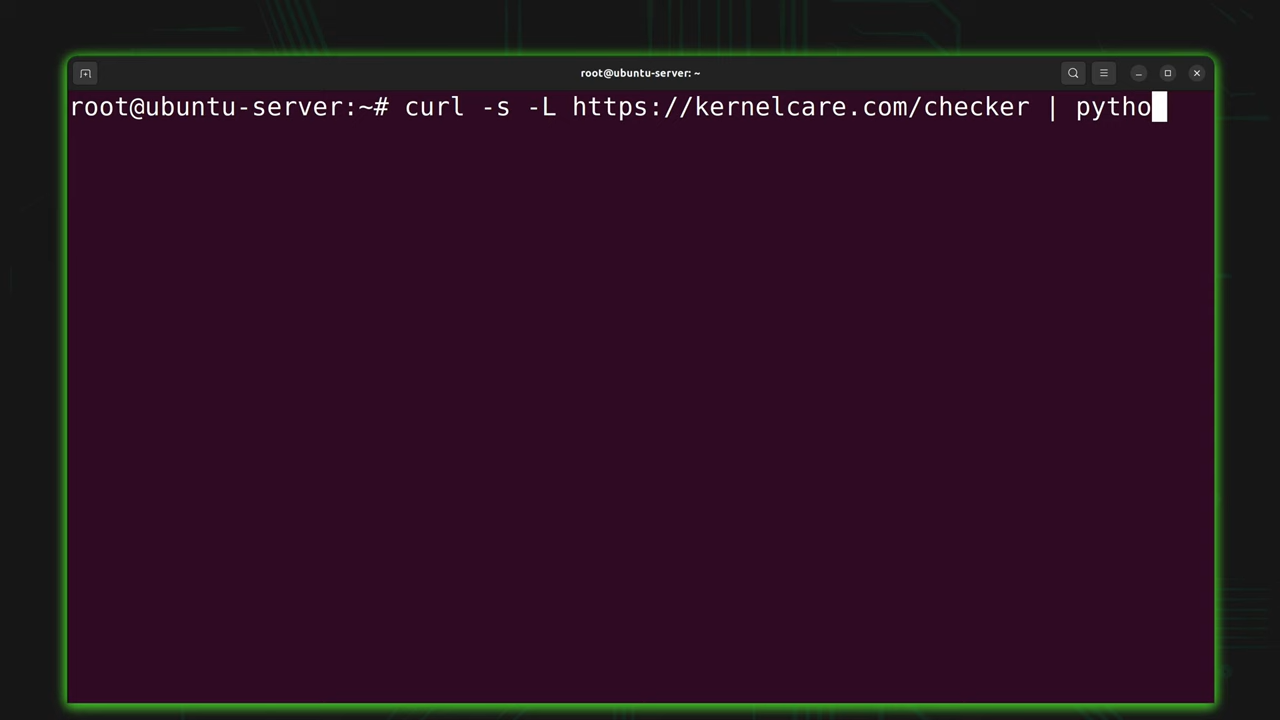 root@ubuntu-server: ~
root@ubuntu-server:~# curl -s -L https://kernelcare.com/checker | pytho